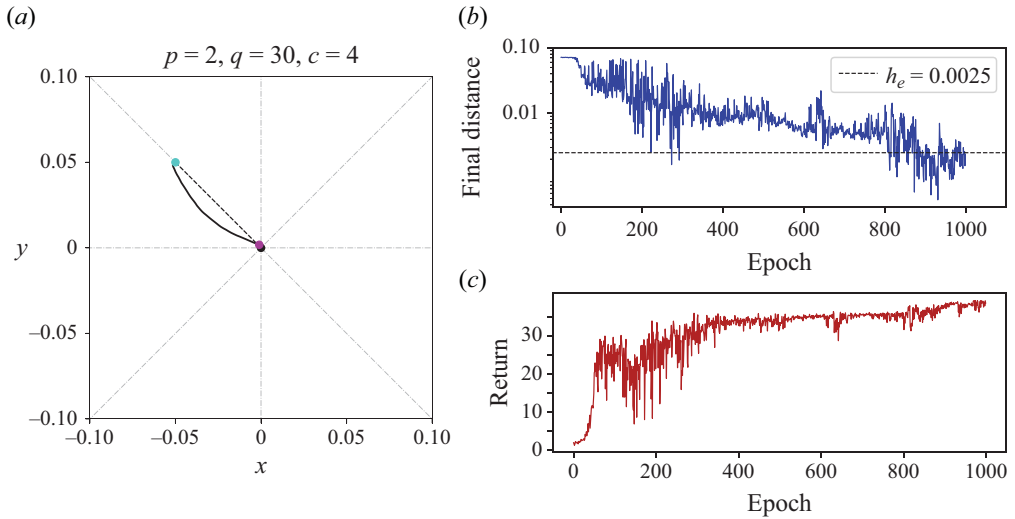 (a)
p = 2, q = 30, c = 4
0.10
0.05
y
0
–0.05
–0.10
–0.10
–0.05
0
0.05
0.10
x
(b)
0.10
0.01
Final distance
h_e = 0.0025
0
200
400
600
800
1000
Epoch
(c)
30
20
20
10
0
Return
0
200
400
600
800
1000
Epoch